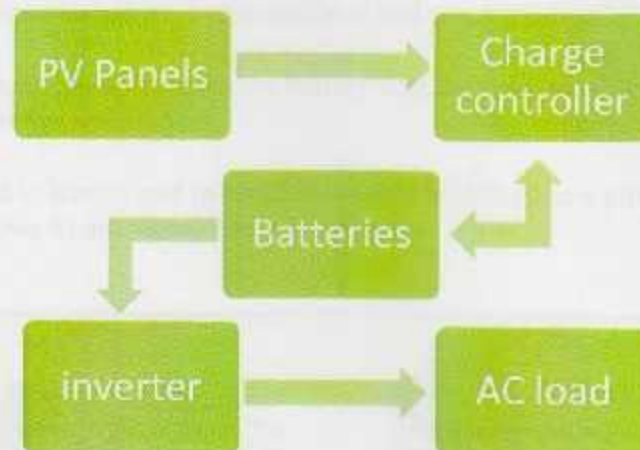 PV Panels
Charge
controller
Batteries
inverter
AC load